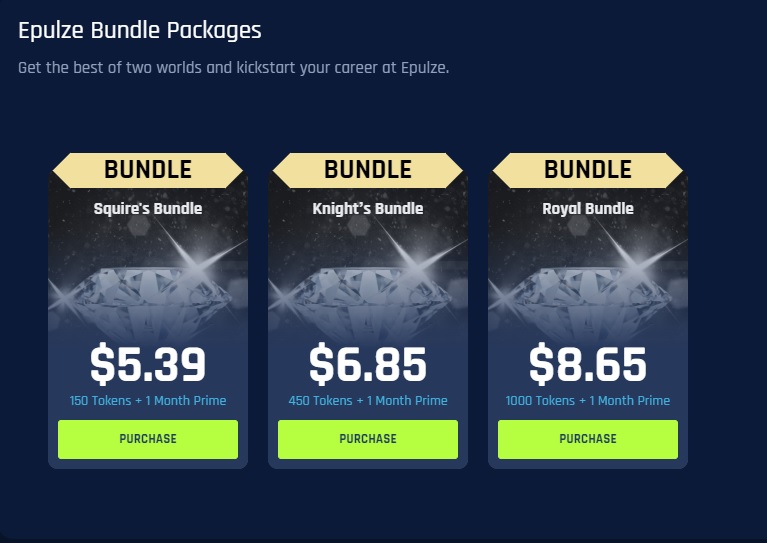 Epulze Bundle Packages
Get the best of two worlds and kickstart your career at Epulze.
BUNDLE
Squire's Bundle
$5.39
150 Tokens + 1 Month Prime
PURCHASE
BUNDLE
Knight’s Bundle
$6.85
450 Tokens + 1 Month Prime
PURCHASE
BUNDLE
Royal Bundle
$8.65
1000 Tokens + 1 Month Prime
PURCHASE